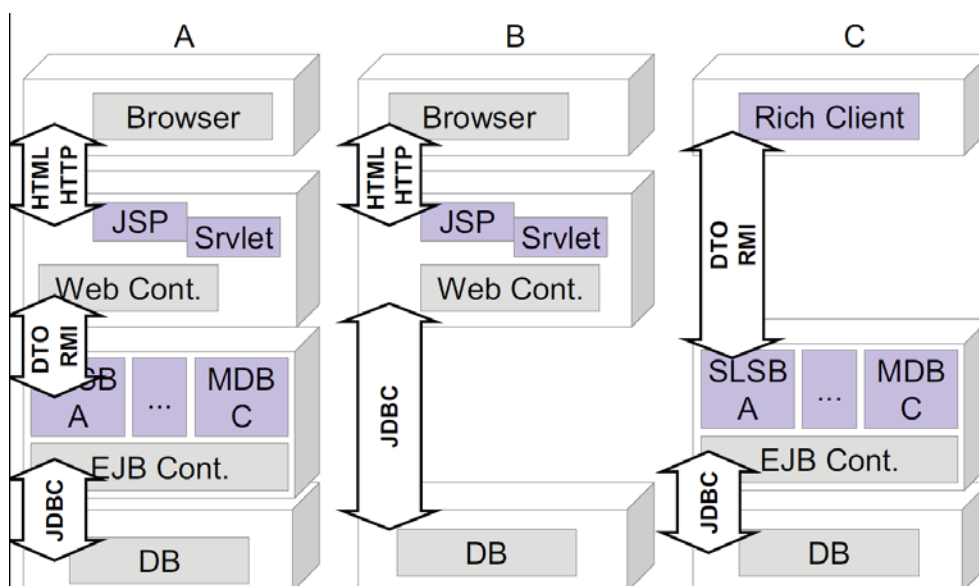 A
B
C
Browser
Browser
Rich Client
HTML
HTTP
HTML
HTTP
JSP
Srvlet
JSP
Srvlet
DTO
RMI
Web Cont.
Web Cont.
DTO
RMI
SB
A
...
MDB
C
JDBC
SLSB
A
...
MDB
C
EJB Cont.
EJB Cont.
JDBC
JDBC
DB
DB
DB